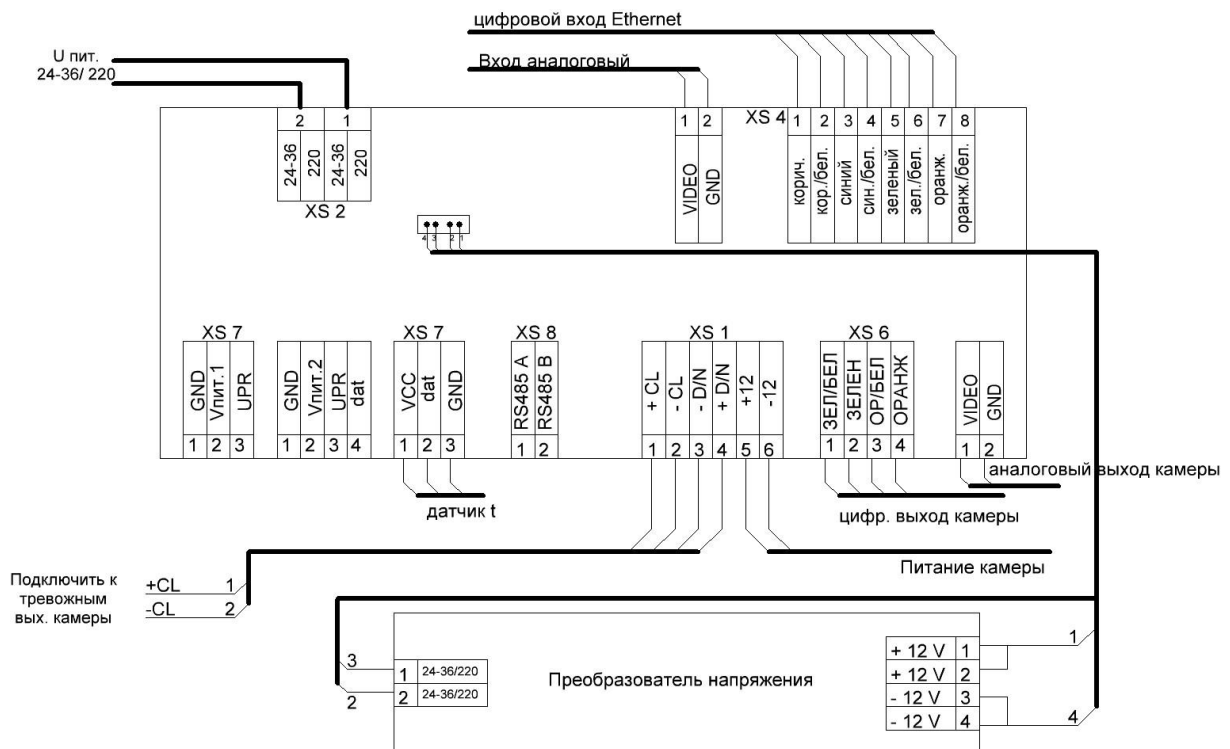 цифровой вход Ethernet
U пит.
24-36/ 220
Вход аналоговый
2 1
24-36 220 24-36 220
XS 2
1 2
VIDEO GND
XS 4 1 2 3 4 5 6 7 8
корич. кор./бел. синий син./бел. зеленый зел./бел. оранж. оранж./бел.
4 3 2 1
XS 7
GND Vпит.1 UPR
1 2 3
GND Vпит.2 UPR dat
1 2 3 4
XS 7
VCC dat GND
1 2 3
XS 8
RS485 A RS485 B
1 2
XS 1
+ CL - CL - D/N + D/N +12 -12
1 2 3 4 5 6
XS 6
ЗЕЛ/БЕЛ ЗЕЛЕН ОР/БЕЛ ОРАНЖ
1 2 3 4
VIDEO GND
1 2
аналоговый выход камеры
датчик t
цифр. выход камеры
Питание камеры
Подключить к
тревожным
вых. камеры
+CL 1
-CL 2
3
2
1 24-36/220
2 24-36/220
Преобразователь напряжения
+ 12 V 1
+ 12 V 2
- 12 V 3
- 12 V 4
1
4